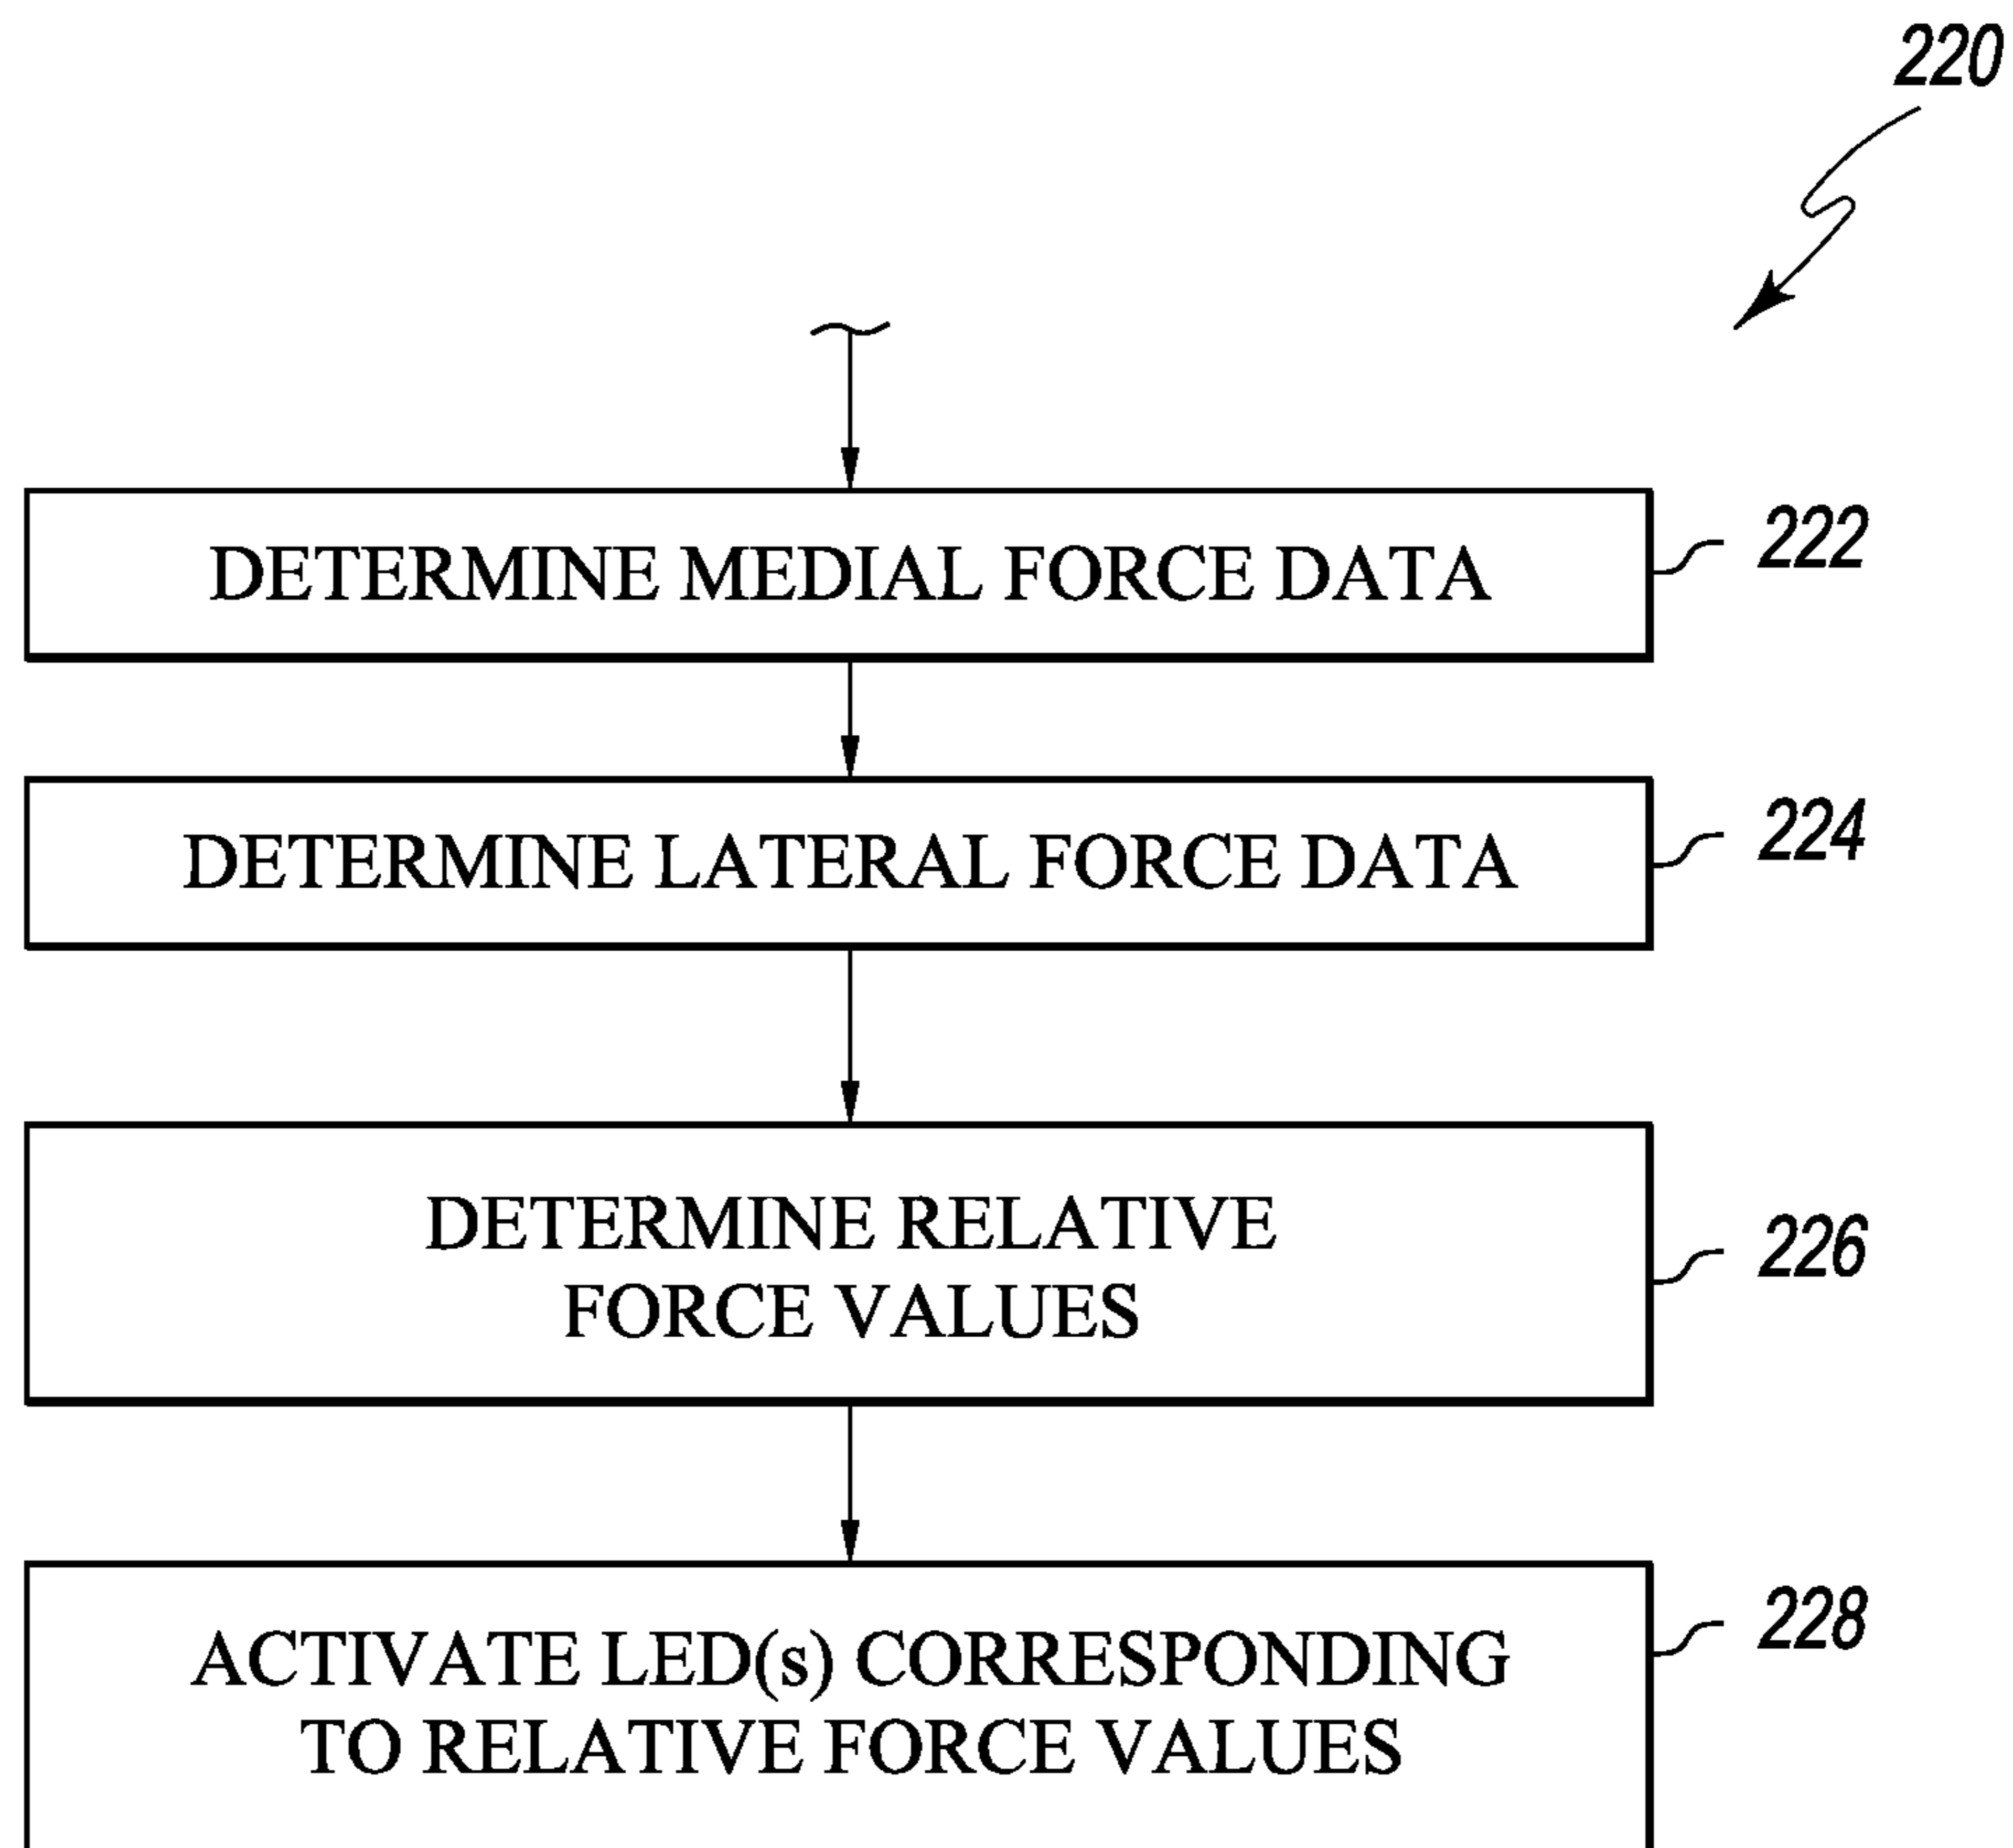 220
DETERMINE MEDIAL FORCE DATA
222
DETERMINE LATERAL FORCE DATA
224
DETERMINE RELATIVE
FORCE VALUES
226
ACTIVATE LED(s) CORRESPONDING
TO RELATIVE FORCE VALUES
228